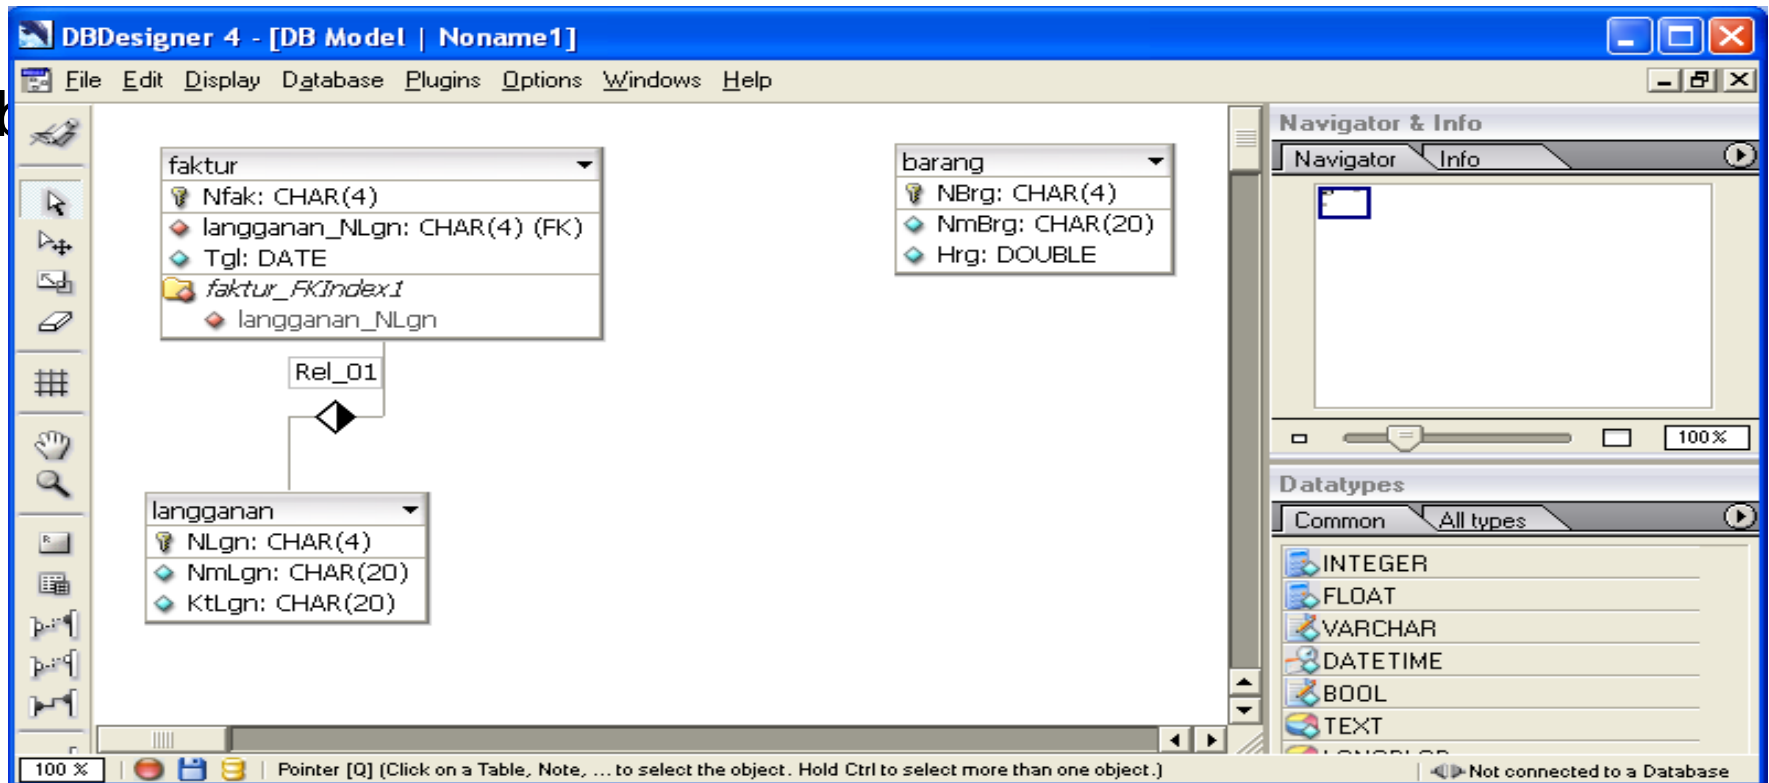 DBDesigner 4 - [DB Model | Noname1]
File Edit Display Database Plugins Options Windows Help
faktur
Nfak: CHAR(4)
langganan_NLgn: CHAR(4) (FK)
Tgl: DATE
faktur_FKIndex1
langganan_NLgn
barang
NBrg: CHAR(4)
NmBrg: CHAR(20)
Hrg: DOUBLE
Rel_01
langganan
NLgn: CHAR(4)
NmLgn: CHAR(20)
KtLgn: CHAR(20)
Navigator & Info
Navigator Info
100%
Datatypes
Common All types
INTEGER
FLOAT
VARCHAR
DATETIME
BOOL
TEXT
100 % Pointer [Q] (Click on a Table, Note, ... to select the object. Hold Ctrl to select more than one object.) Not connected to a Database